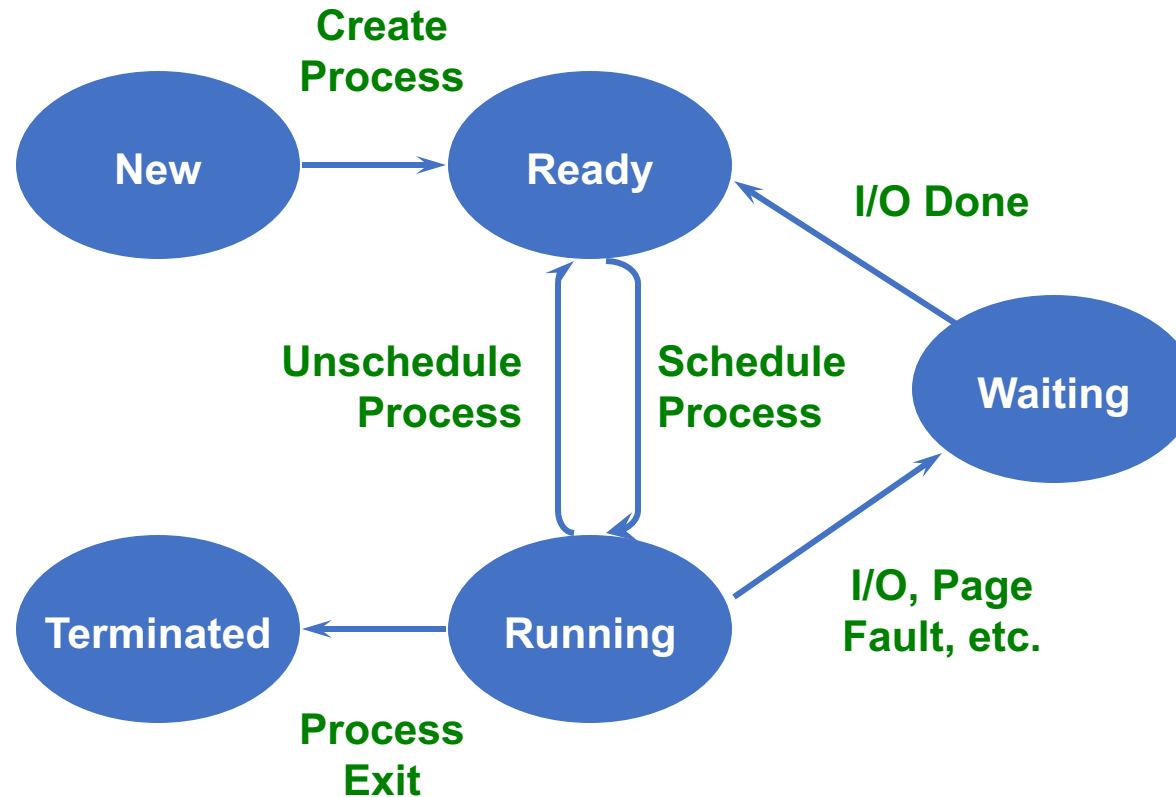 Create
Process
New
Ready
I/O Done
Unschedule
Process
Schedule
Process
Waiting
I/O, Page
Fault, etc.
Terminated
Running
Process
Exit